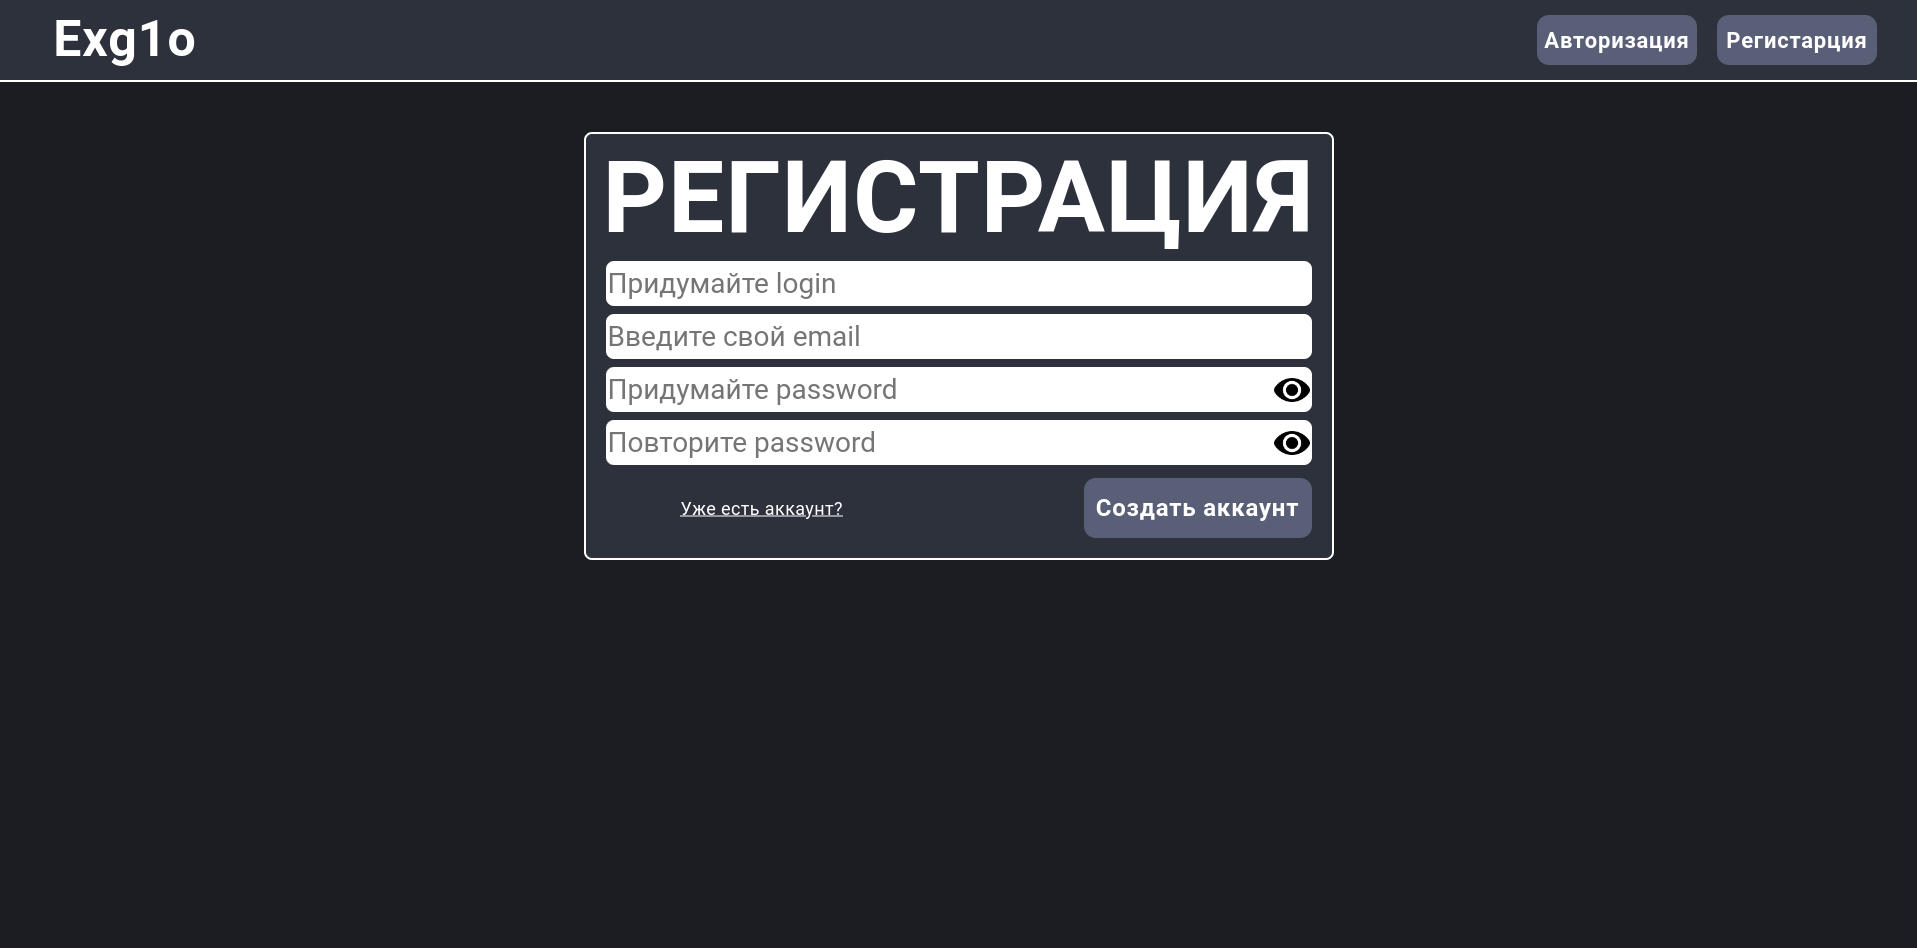 Exg1o
Авторизация
Регистарция
РЕГИСТРАЦИЯ
Придумайте login
Введите свой email
Придумайте password
Повторите password
Уже есть аккаунт?
Создать аккаунт